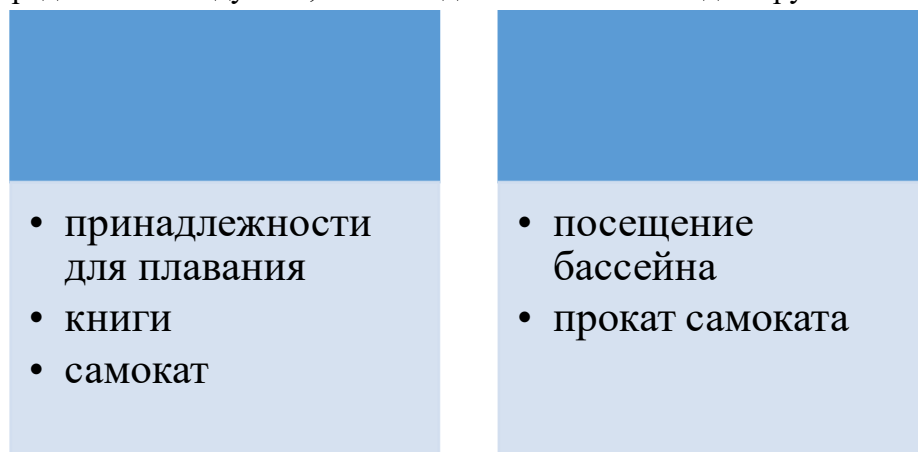 • принадлежности
для плавания
• книги
• самокат
• посещение
бассейна
• прокат самоката